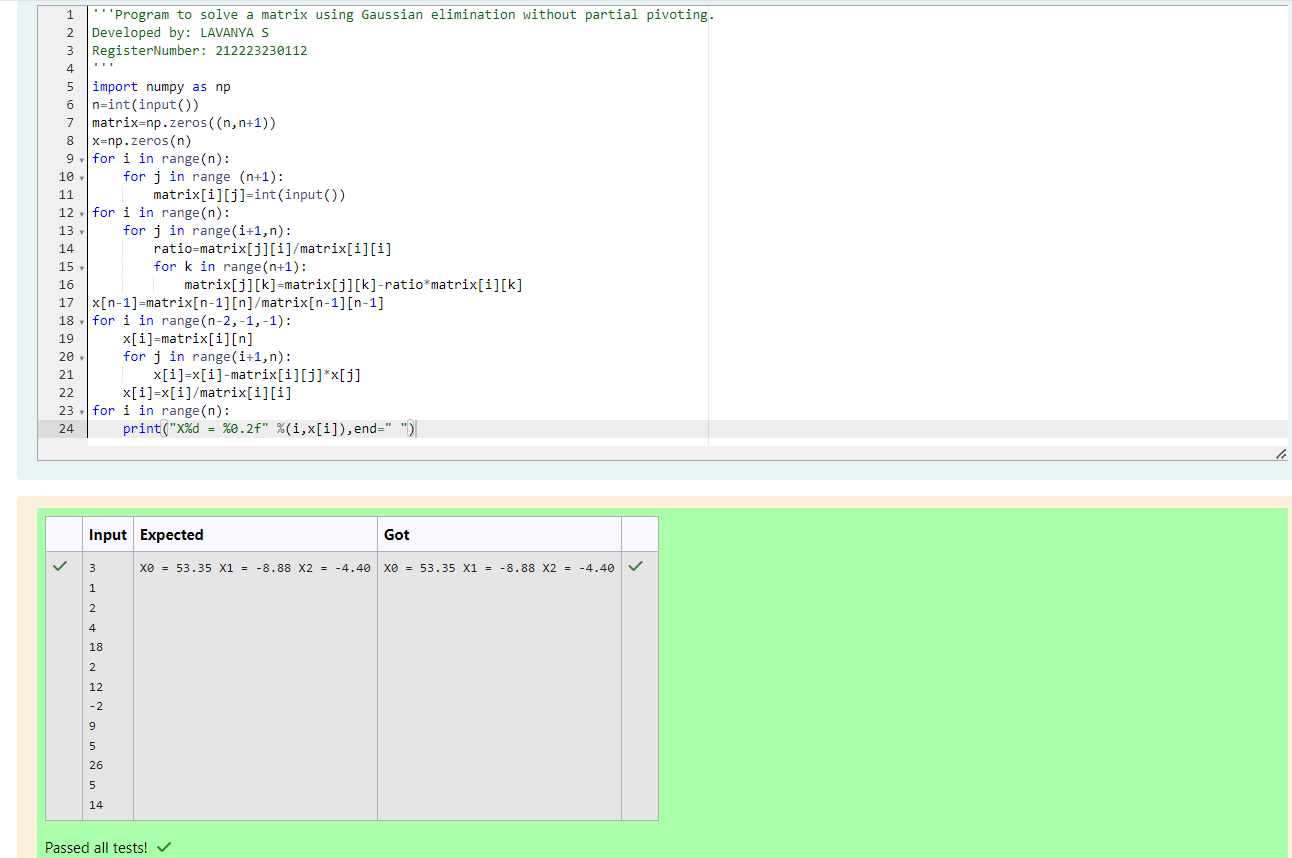 1 '''Program to solve a matrix using Gaussian elimination without partial pivoting.
2 Developed by: LAVANYA S
3 RegisterNumber: 212223230112
4 '''
5 import numpy as np
6 n=int(input())
7 matrix=np.zeros((n,n+1))
8 x=np.zeros(n)
9 for i in range(n):
10     for j in range (n+1):
11         matrix[i][j]=int(input())
12 for i in range(n):
13     for j in range(i+1,n):
14         ratio=matrix[j][i]/matrix[i][i]
15         for k in range(n+1):
16             matrix[j][k]=matrix[j][k]-ratio*matrix[i][k]
17 x[n-1]=matrix[n-1][n]/matrix[n-1][n-1]
18 for i in range(n-2,-1,-1):
19     x[i]=matrix[i][n]
20     for j in range(i+1,n):
21         x[i]=x[i]-matrix[i][j]*x[j]
22     x[i]=x[i]/matrix[i][i]
23 for i in range(n):
24     print("X%d = %0.2f" %(i,x[i]),end=" ")
Input Expected Got
3 X0 = 53.35 X1 = -8.88 X2 = -4.40 X0 = 53.35 X1 = -8.88 X2 = -4.40
1
2
4
18
2
12
-2
9
5
26
5
14
Passed all tests!